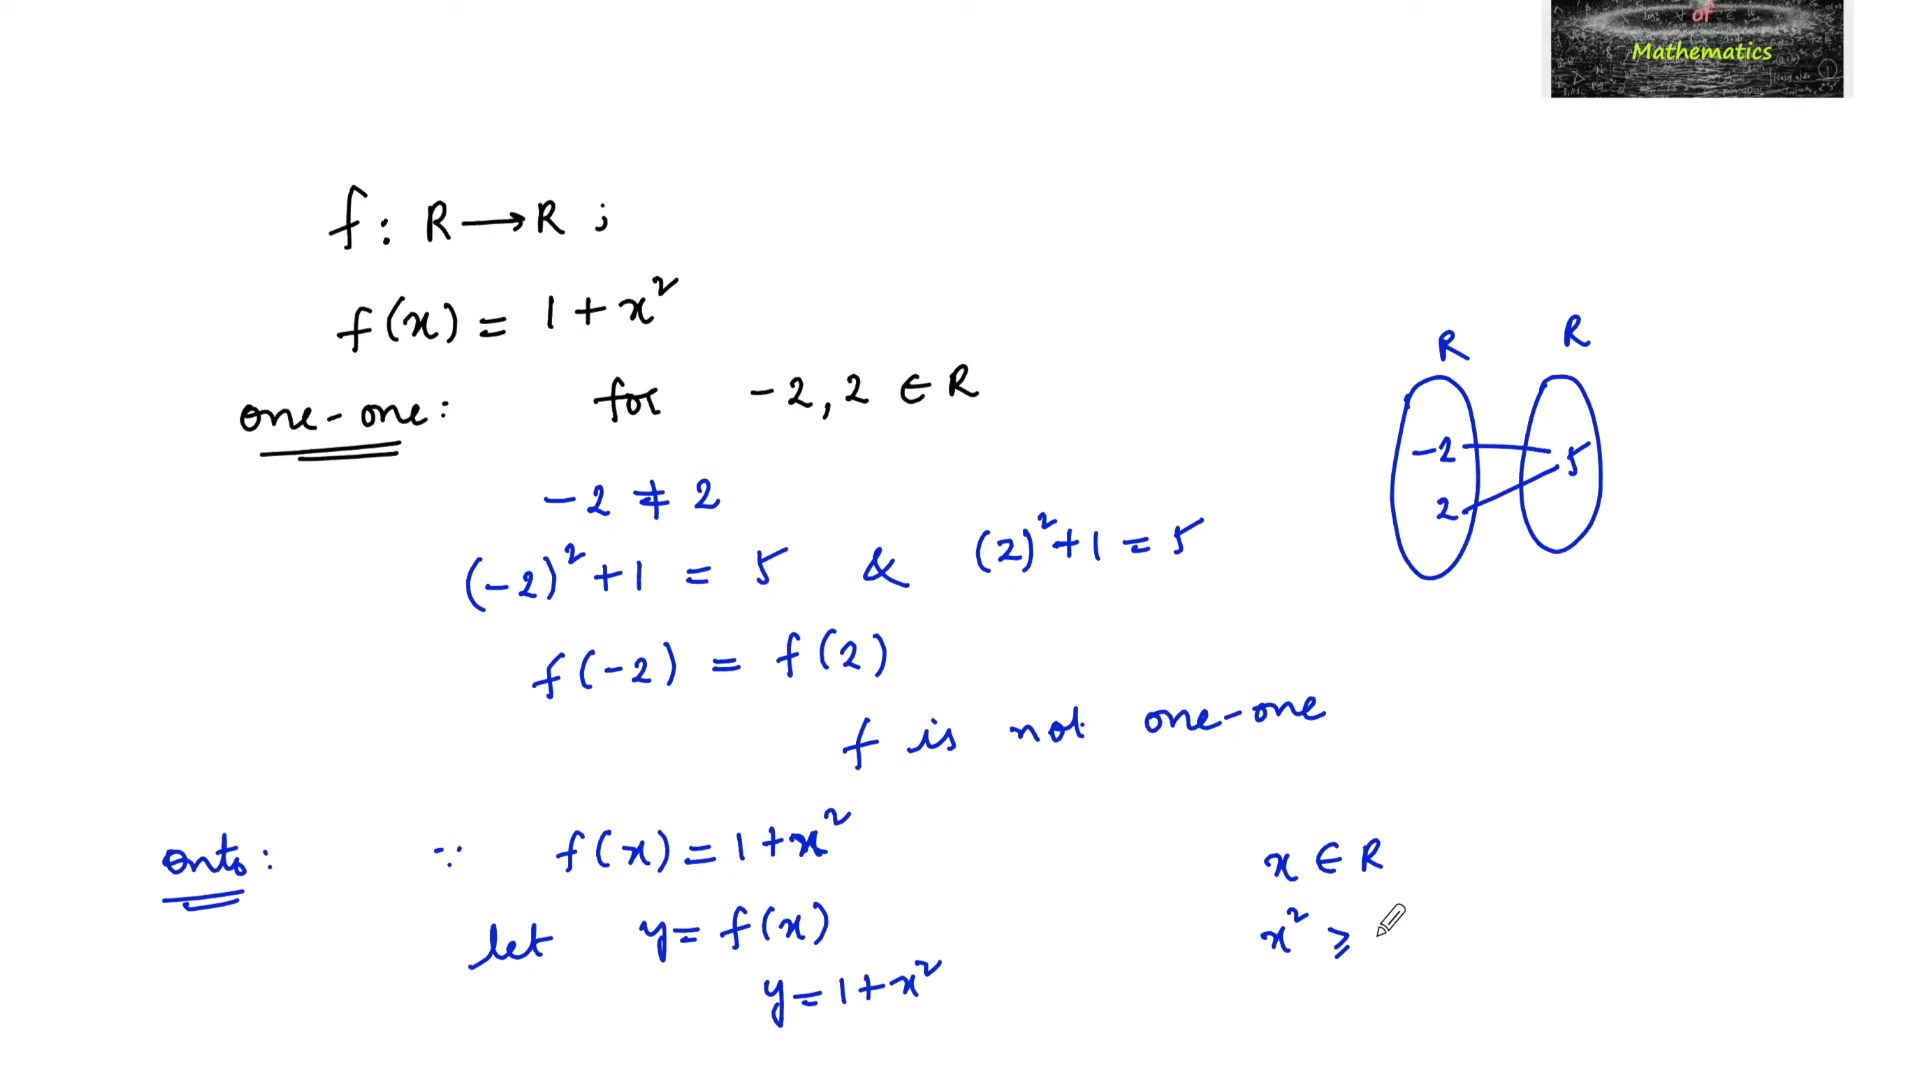 of
Mathematics
f: R⟶R ;
f(x) = 1+x²
one-one: for -2, 2 ∈ R
-2 ≠ 2
(-2)²+1 = 5 & (2)²+1 = 5
f(-2) = f(2)
f is not one-one
R R
-2 5
2
onto: ∵ f(x) = 1+x²
let y = f(x)
y = 1+x²
x ∈ R
x² ≥